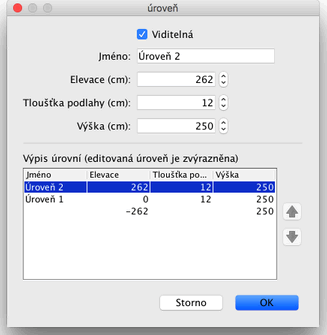 úroveň
Viditelná
Jméno: Úroveň 2
Elevace (cm): 262
Tloušťka podlahy (cm): 12
Výška (cm): 250
Výpis úrovní (editovaná úroveň je zvýrazněna)
Jméno Elevace Tloušťka po... Výška
Úroveň 2 262 12 250
Úroveň 1 0 12 250
-262 250
Storno OK